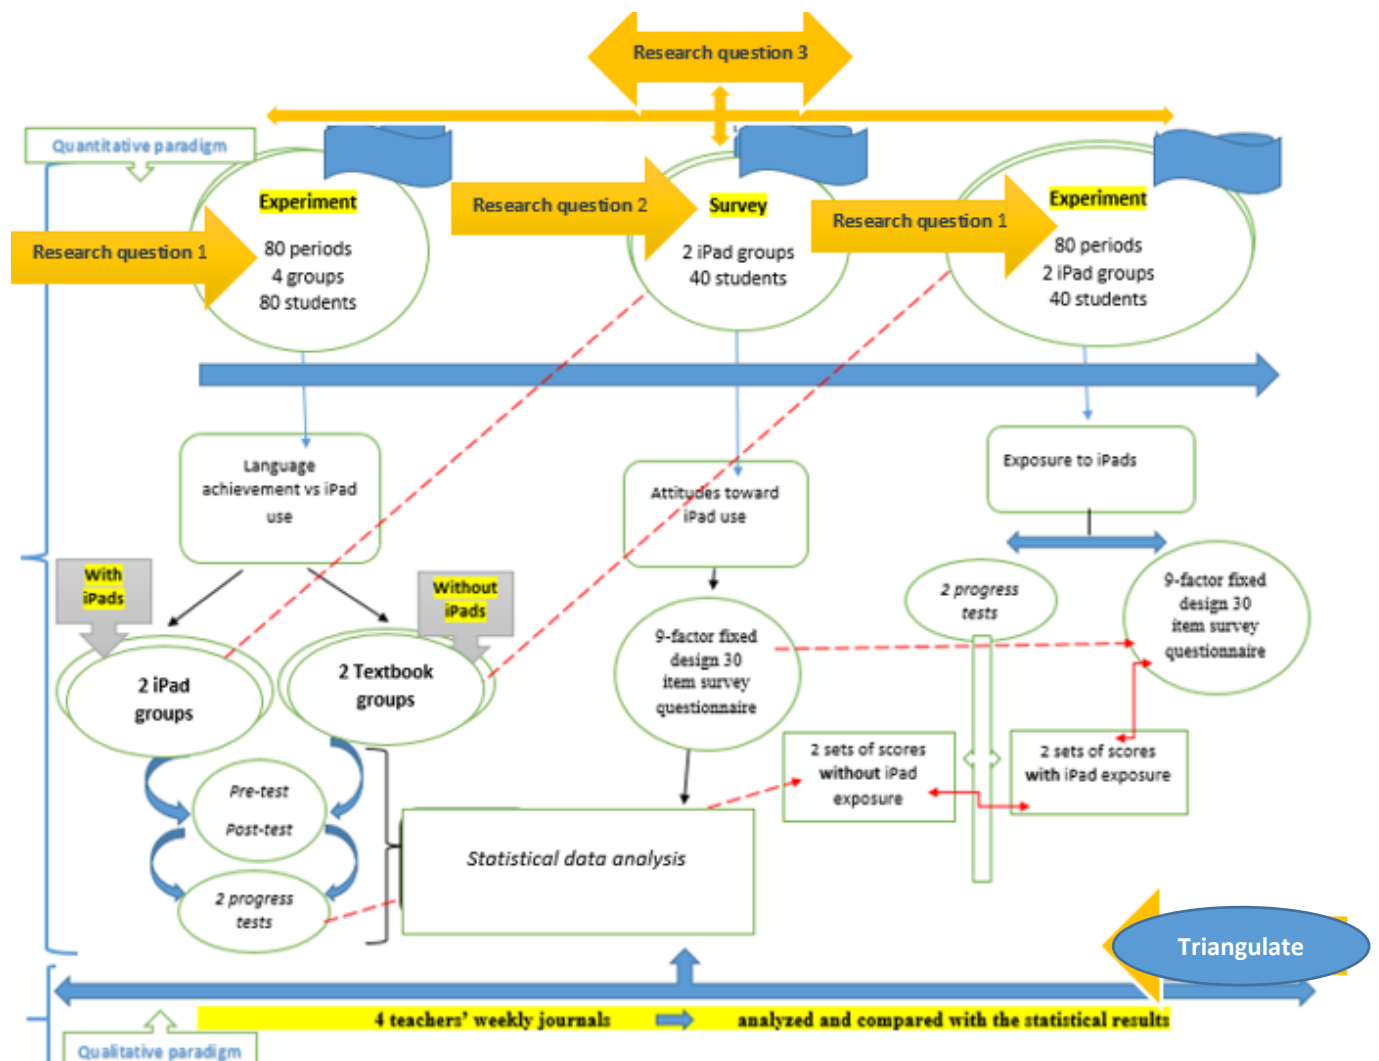 Research question 3
Quantitative paradigm
Experiment
80 periods
4 groups
80 students
Research question 1
Research question 2
Survey
2 iPad groups
40 students
Research question 1
Experiment
80 periods
2 iPad groups
40 students
Language
achievement vs iPad
use
Attitudes toward
iPad use
Exposure to iPads
With
iPads
Without
iPads
2 iPad
groups
2 Textbook
groups
9-factor fixed
design 30
item survey
questionnaire
2 progress
tests
9-factor fixed
design 30
item survey
questionnaire
Pre-test
Post-test
2 progress
tests
Statistical data analysis
2 sets of scores
without iPad
exposure
2 sets of scores
with iPad exposure
Triangulate
4 teachers' weekly journals
analyzed and compared with the statistical results
Qualitative paradigm